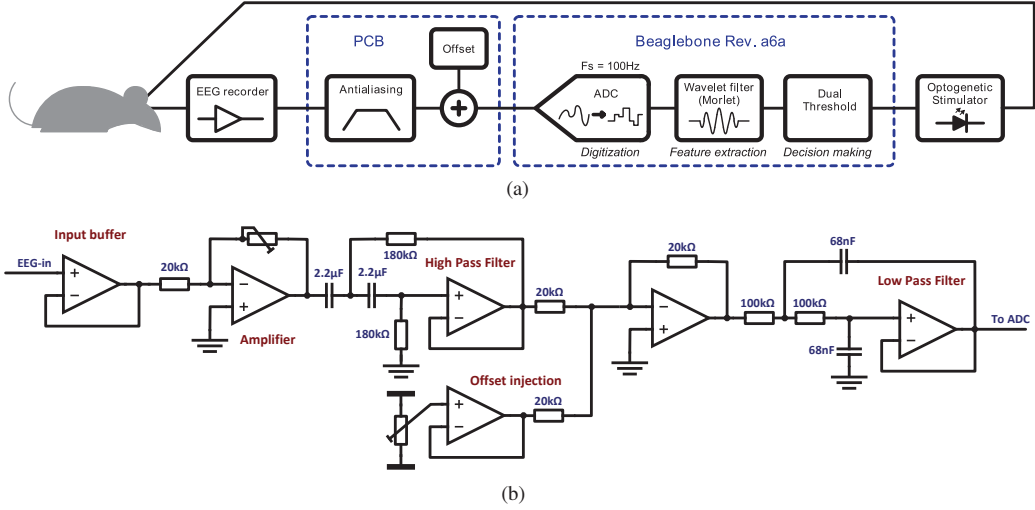 PCB
Beaglebone Rev. a6a
Offset
Fs = 100Hz
EEG recorder
Antialiasing
ADC
Wavelet filter
(Morlet)
Dual
Threshold
Optogenetic
Stimulator
Digitization
Feature extraction
Decision making
(a)
Input buffer
EEG-in
+
−
20kΩ
−
+
Amplifier
2.2µF
2.2µF
180kΩ
180kΩ
High Pass Filter
+
−
20kΩ
Offset injection
+
−
20kΩ
20kΩ
−
+
100kΩ
100kΩ
68nF
68nF
Low Pass Filter
+
−
To ADC
(b)